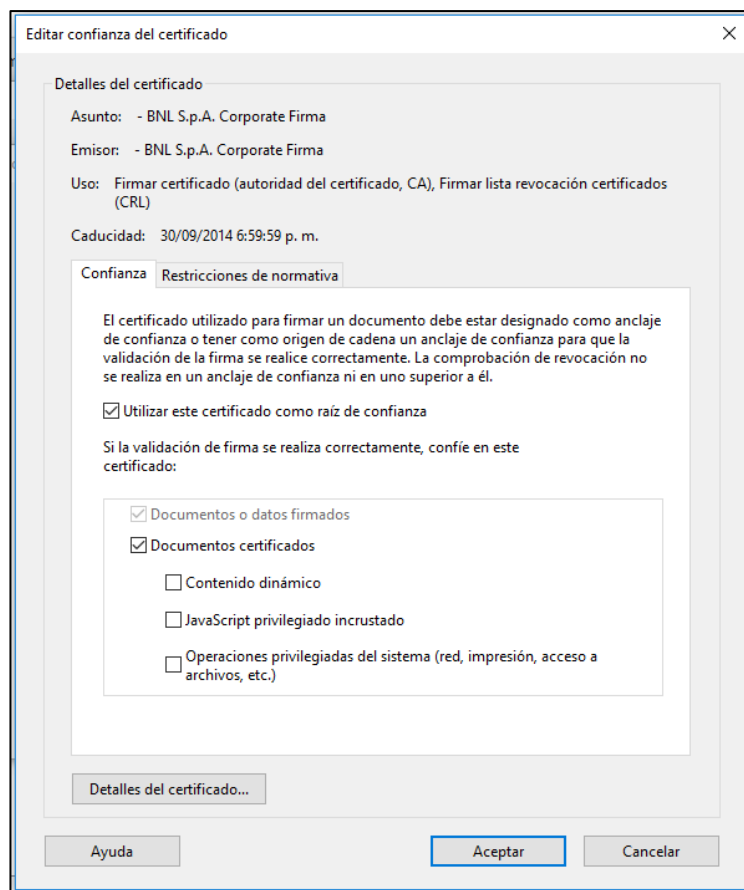 Editar confianza del certificado
Detalles del certificado
Asunto: - BNL S.p.A. Corporate Firma
Emisor: - BNL S.p.A. Corporate Firma
Uso: Firmar certificado (autoridad del certificado, CA), Firmar lista revocación certificados
(CRL)
Caducidad: 30/09/2014 6:59:59 p. m.
Confianza Restricciones de normativa
El certificado utilizado para firmar un documento debe estar designado como anclaje
de confianza o tener como origen de cadena un anclaje de confianza para que la
validación de la firma se realice correctamente. La comprobación de revocación no
se realiza en un anclaje de confianza ni en uno superior a él.
Utilizar este certificado como raíz de confianza
Si la validación de firma se realiza correctamente, confíe en este
certificado:
Documentos o datos firmados
Documentos certificados
Contenido dinámico
JavaScript privilegiado incrustado
Operaciones privilegiadas del sistema (red, impresión, acceso a
archivos, etc.)
Detalles del certificado...
Ayuda Aceptar Cancelar